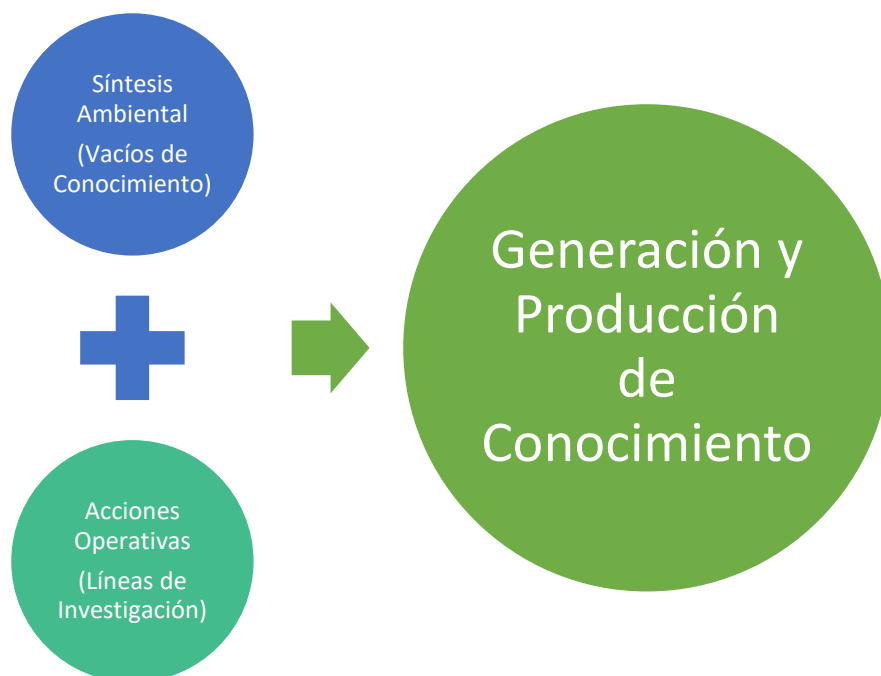 Síntesis
Ambiental
(Vacíos de
Conocimiento)
Acciones
Operativas
(Líneas de
Investigación)
Generación y
Producción
de
Conocimiento